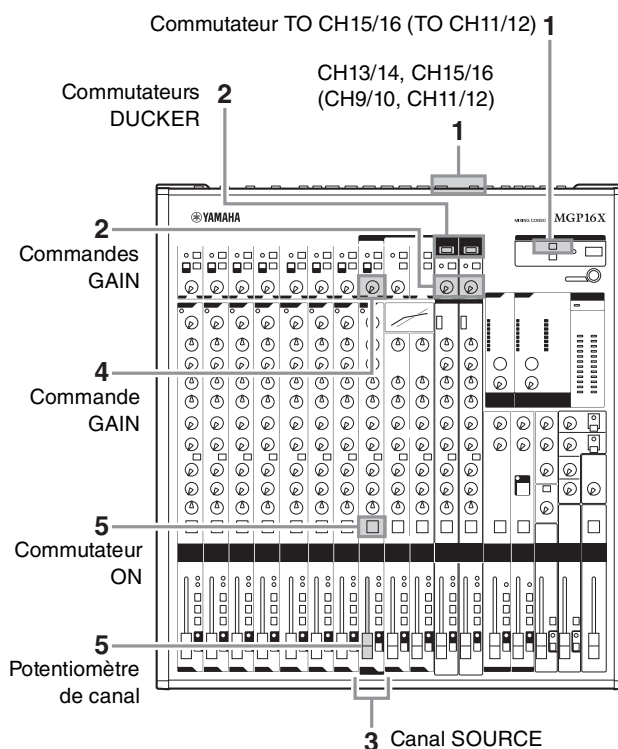 Commutateur TO CH15/16 (TO CH11/12) 1
CH13/14, CH15/16
(CH9/10, CH11/12)
1
Commutateurs 2
DUCKER
YAMAHA
MIXING CONSOLE MGP16X
2
Commandes
GAIN
4
Commande
GAIN
5
Commutateur
ON
5
Potentiomètre
de canal
3 Canal SOURCE